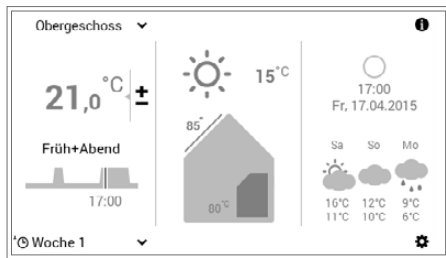 Obergeschoss
21,0 °C ±
Früh+Abend
17:00
Woche 1
15°C
85°
80°C
17:00
Fr, 17.04.2015
Sa So Mo
16°C 12°C 9°C
11°C 10°C 6°C